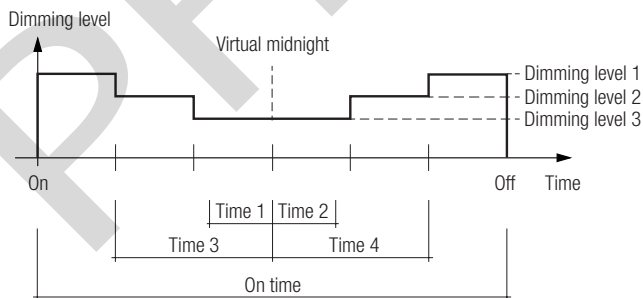 Dimming level
Virtual midnight
Dimming level 1
Dimming level 2
Dimming level 3
On
Off
Time
Time 1
Time 2
Time 3
Time 4
On time